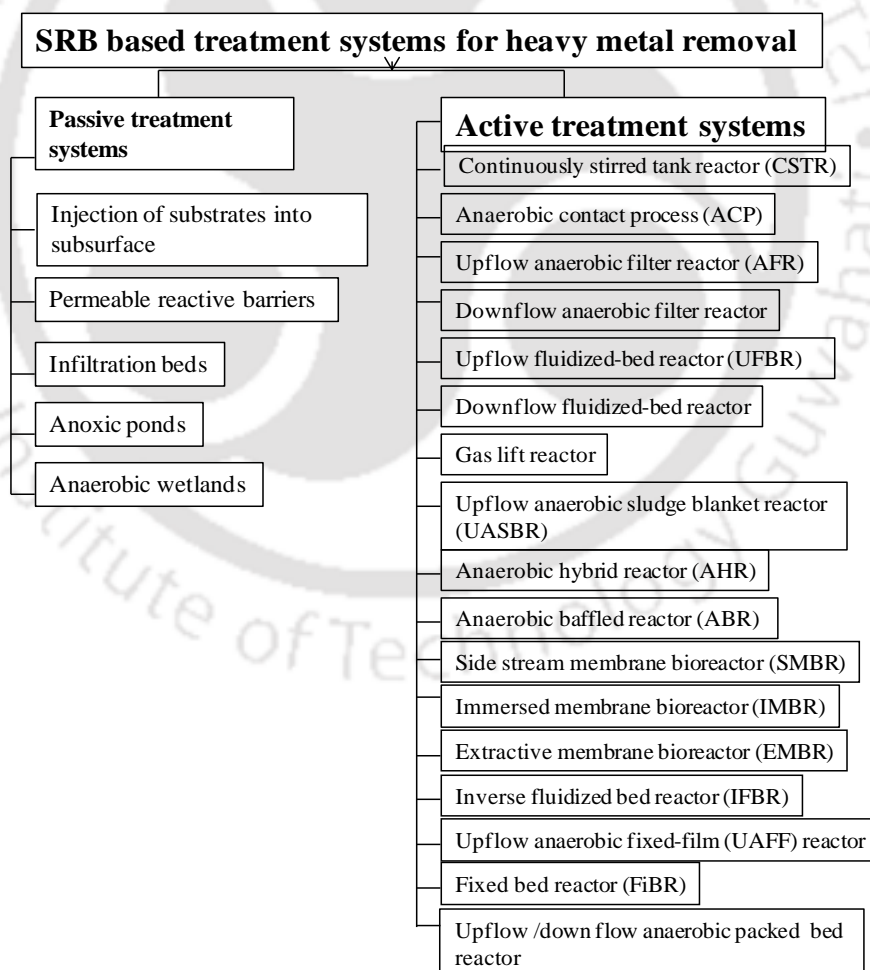 SRB based treatment systems for heavy metal removal
Passive treatment
systems
Injection of substrates into
subsurface
Permeable reactive barriers
Infiltration beds
Anoxic ponds
Anaerobic wetlands
Active treatment systems
Continuously stirred tank reactor (CSTR)
Anaerobic contact process (ACP)
Upflow anaerobic filter reactor (AFR)
Downflow anaerobic filter reactor
Upflow fluidized-bed reactor (UFBR)
Downflow fluidized-bed reactor
Gas lift reactor
Upflow anaerobic sludge blanket reactor
(UASBR)
Anaerobic hybrid reactor (AHR)
Anaerobic baffled reactor (ABR)
Side stream membrane bioreactor (SMBR)
Immersed membrane bioreactor (IMBR)
Extractive membrane bioreactor (EMBR)
Inverse fluidized bed reactor (IFBR)
Upflow anaerobic fixed-film (UAFF) reactor
Fixed bed reactor (FiBR)
Upflow /down flow anaerobic packed bed
reactor
Institute of Technology Guwahati